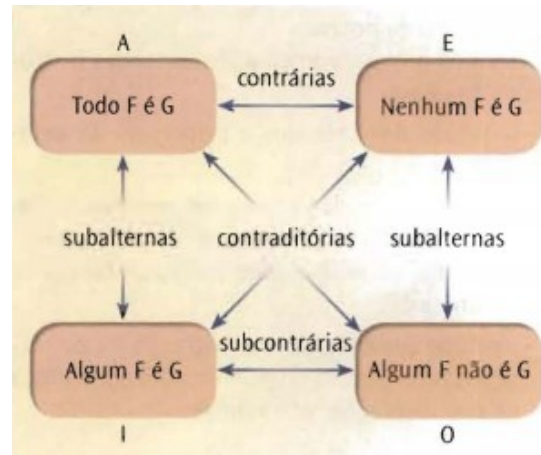 A
E
contrárias
Todo F é G
Nenhum F é G
subalternas
contraditórias
subalternas
subcontrárias
Algum F é G
Algum F não é G
I
O